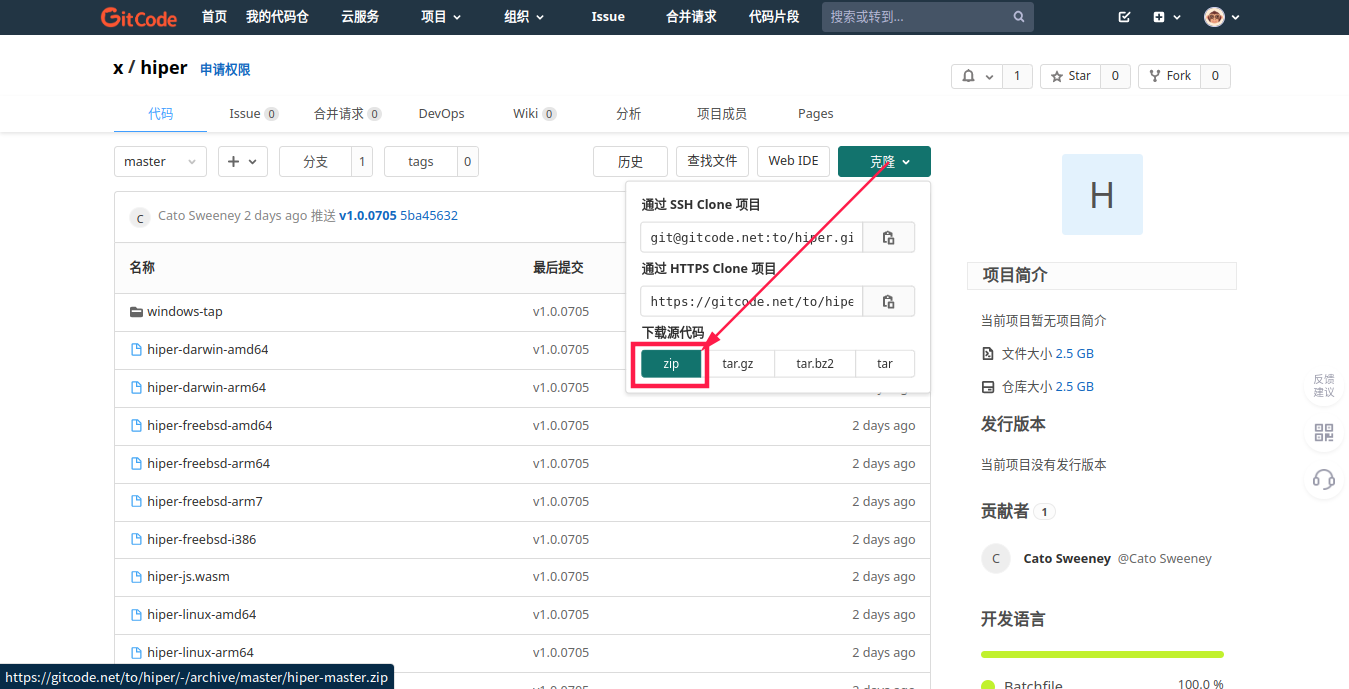 GitCode 首页 我的代码仓 云服务 项目 组织 Issue 合并请求 代码片段 搜索或转到...
x / hiper 申请权限
1 Star 0 Fork 0
代码 Issue 0 合并请求 0 DevOps Wiki 0 分析 项目成员 Pages
master 分支 1 tags 0 历史 查找文件 Web IDE 克隆
通过 SSH Clone 项目
git@gitcode.net:to/hiper.gi
通过 HTTPS Clone 项目
https://gitcode.net/to/hipe
下载源代码
zip tar.gz tar.bz2 tar
C Cato Sweeney 2 days ago 推送 v1.0.0705 5ba45632
名称 最后提交
windows-tap v1.0.0705
hiper-darwin-amd64 v1.0.0705
hiper-darwin-arm64 v1.0.0705
hiper-freebsd-amd64 v1.0.0705 2 days ago
hiper-freebsd-arm64 v1.0.0705 2 days ago
hiper-freebsd-arm7 v1.0.0705 2 days ago
hiper-freebsd-i386 v1.0.0705 2 days ago
hiper-js.wasm v1.0.0705 2 days ago
hiper-linux-amd64 v1.0.0705 2 days ago
hiper-linux-arm64 v1.0.0705 2 days ago
https://gitcode.net/to/hiper/-/archive/master/hiper-master.zip
H
项目简介
当前项目暂无项目简介
文件大小 2.5 GB
仓库大小 2.5 GB
发行版本
当前项目没有发行版本
贡献者 1
C Cato Sweeney @Cato Sweeney
开发语言
Batchfile 100.0 %
反馈
建议